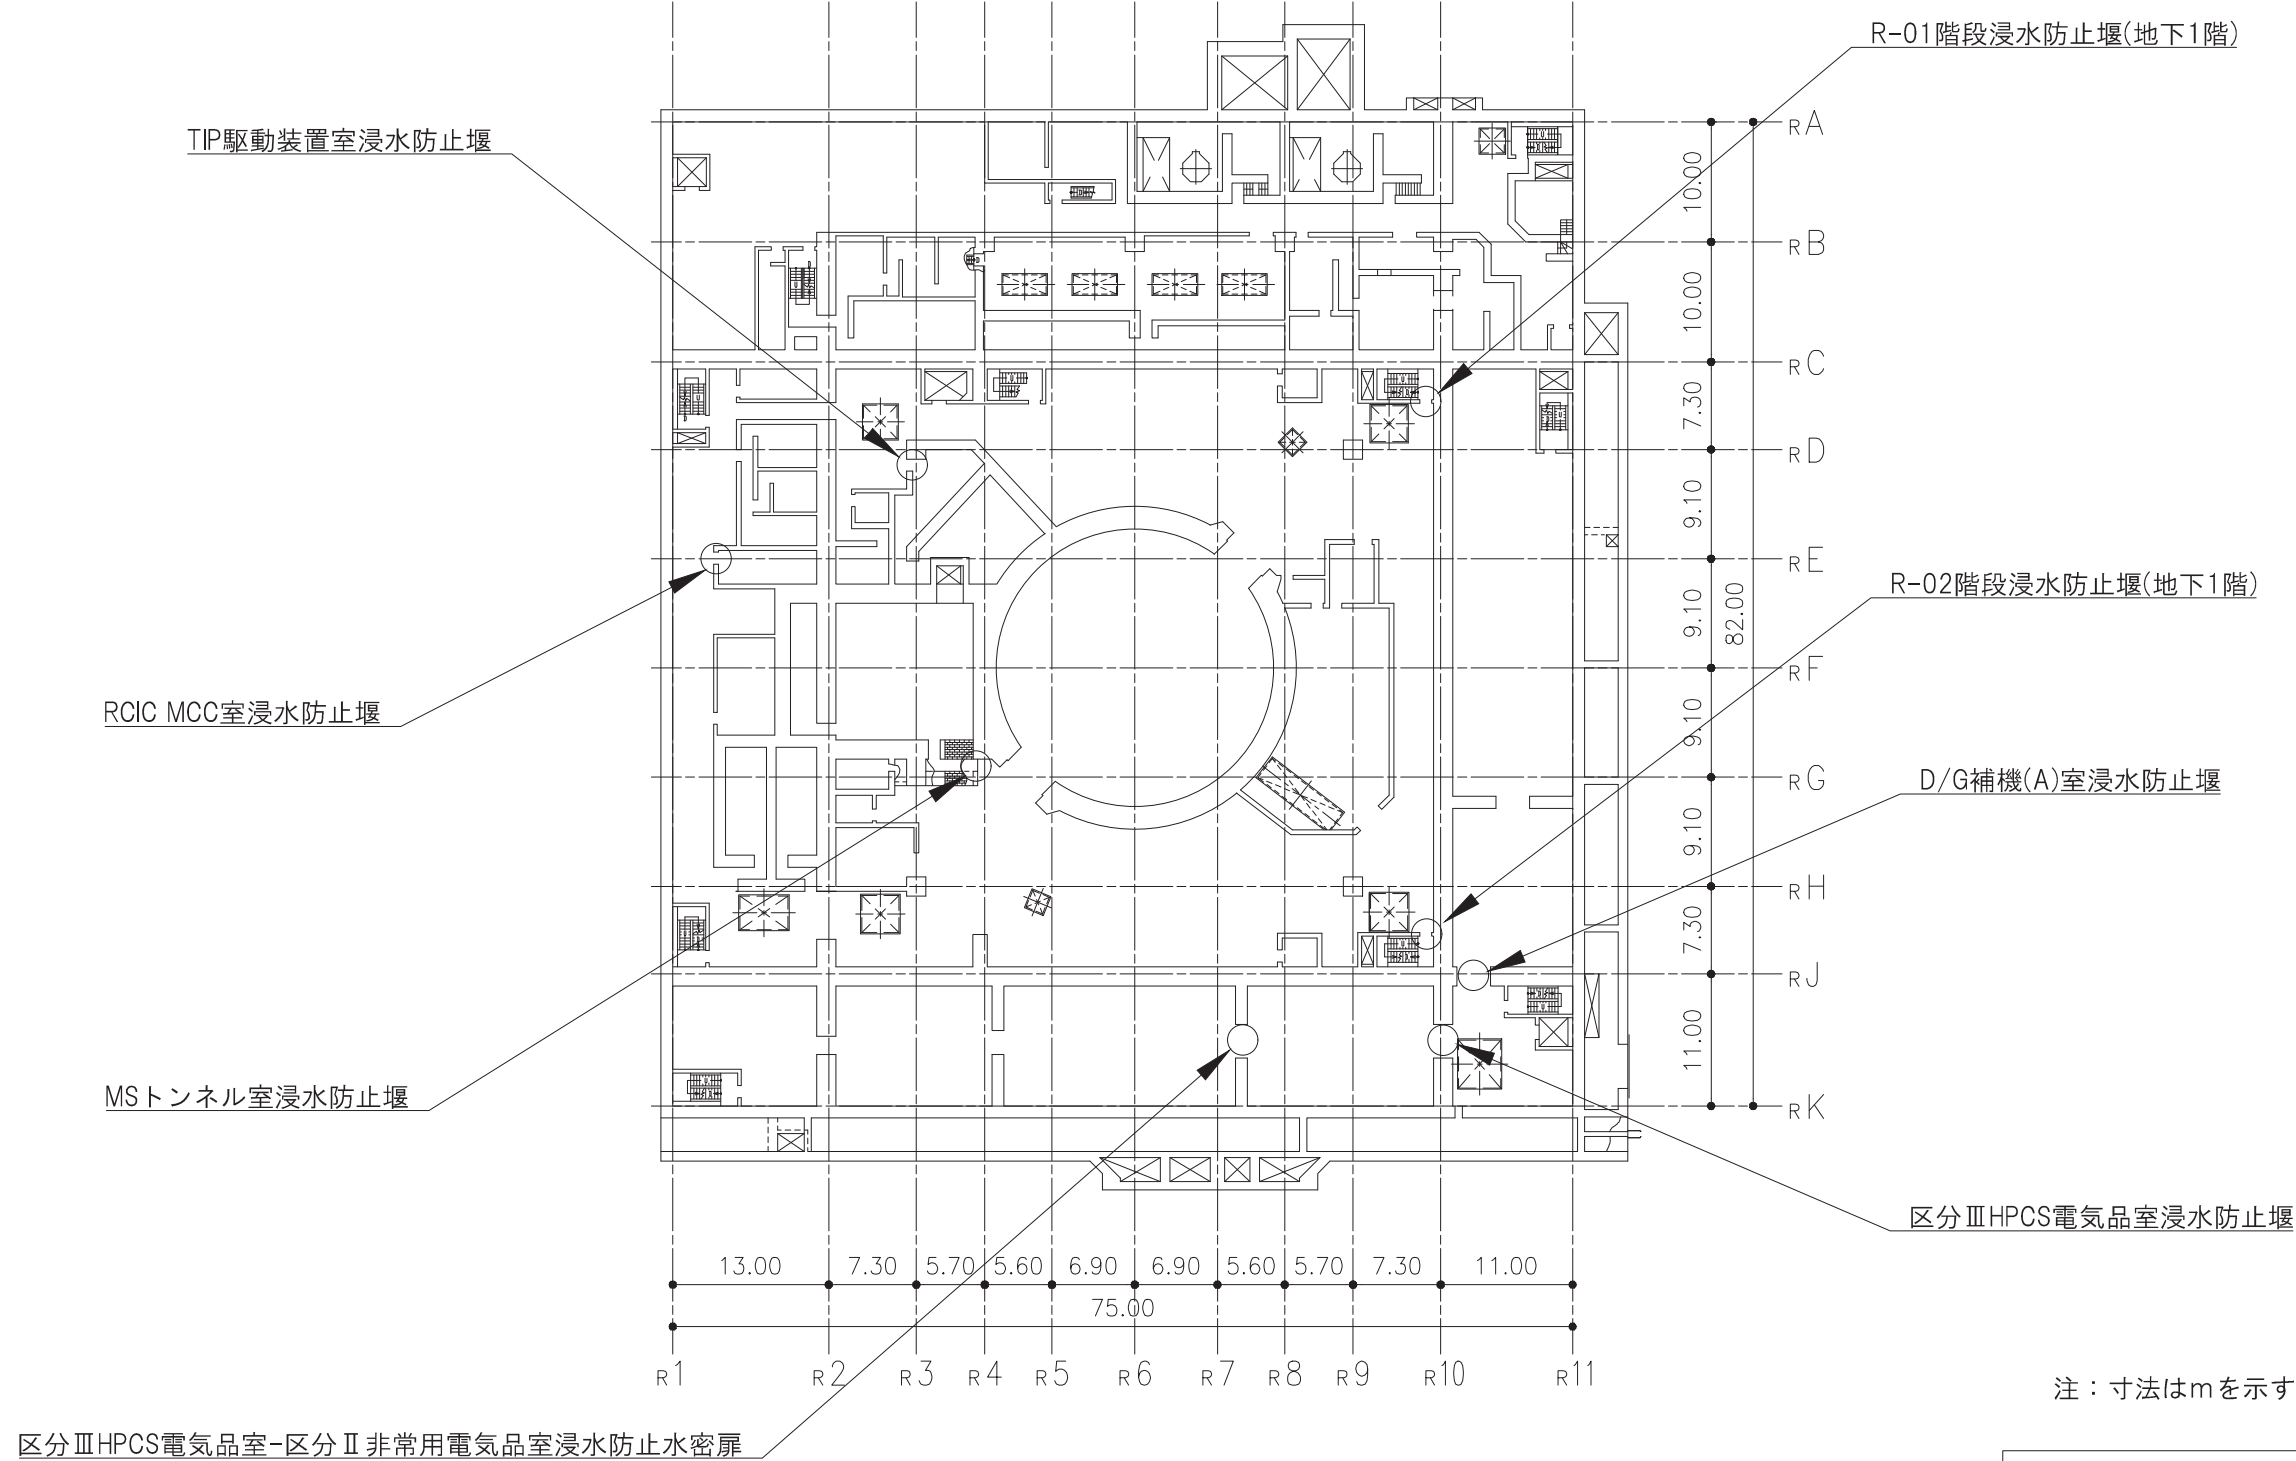 R-01階段浸水防止堰(地下1階)
TIP駆動装置室浸水防止堰
RA
10.00
RB
10.00
RC
7.30
RD
9.10
RE
R-02階段浸水防止堰(地下1階)
9.10
82.00
RF
RCIC MCC室浸水防止堰
9.10
RG
D/G補機(A)室浸水防止堰
9.10
RH
7.30
RJ
11.00
MSトンネル室浸水防止堰
RK
区分ⅢHPCS電気品室浸水防止堰
13.00 7.30 5.70 5.60 6.90 6.90 5.60 5.70 7.30 11.00
75.00
R1 R2 R3 R4 R5 R6 R7 R8 R9 R10 R11
注：寸法はmを示す
区分ⅢHPCS電気品室-区分Ⅱ非常用電気品室浸水防止水密扉